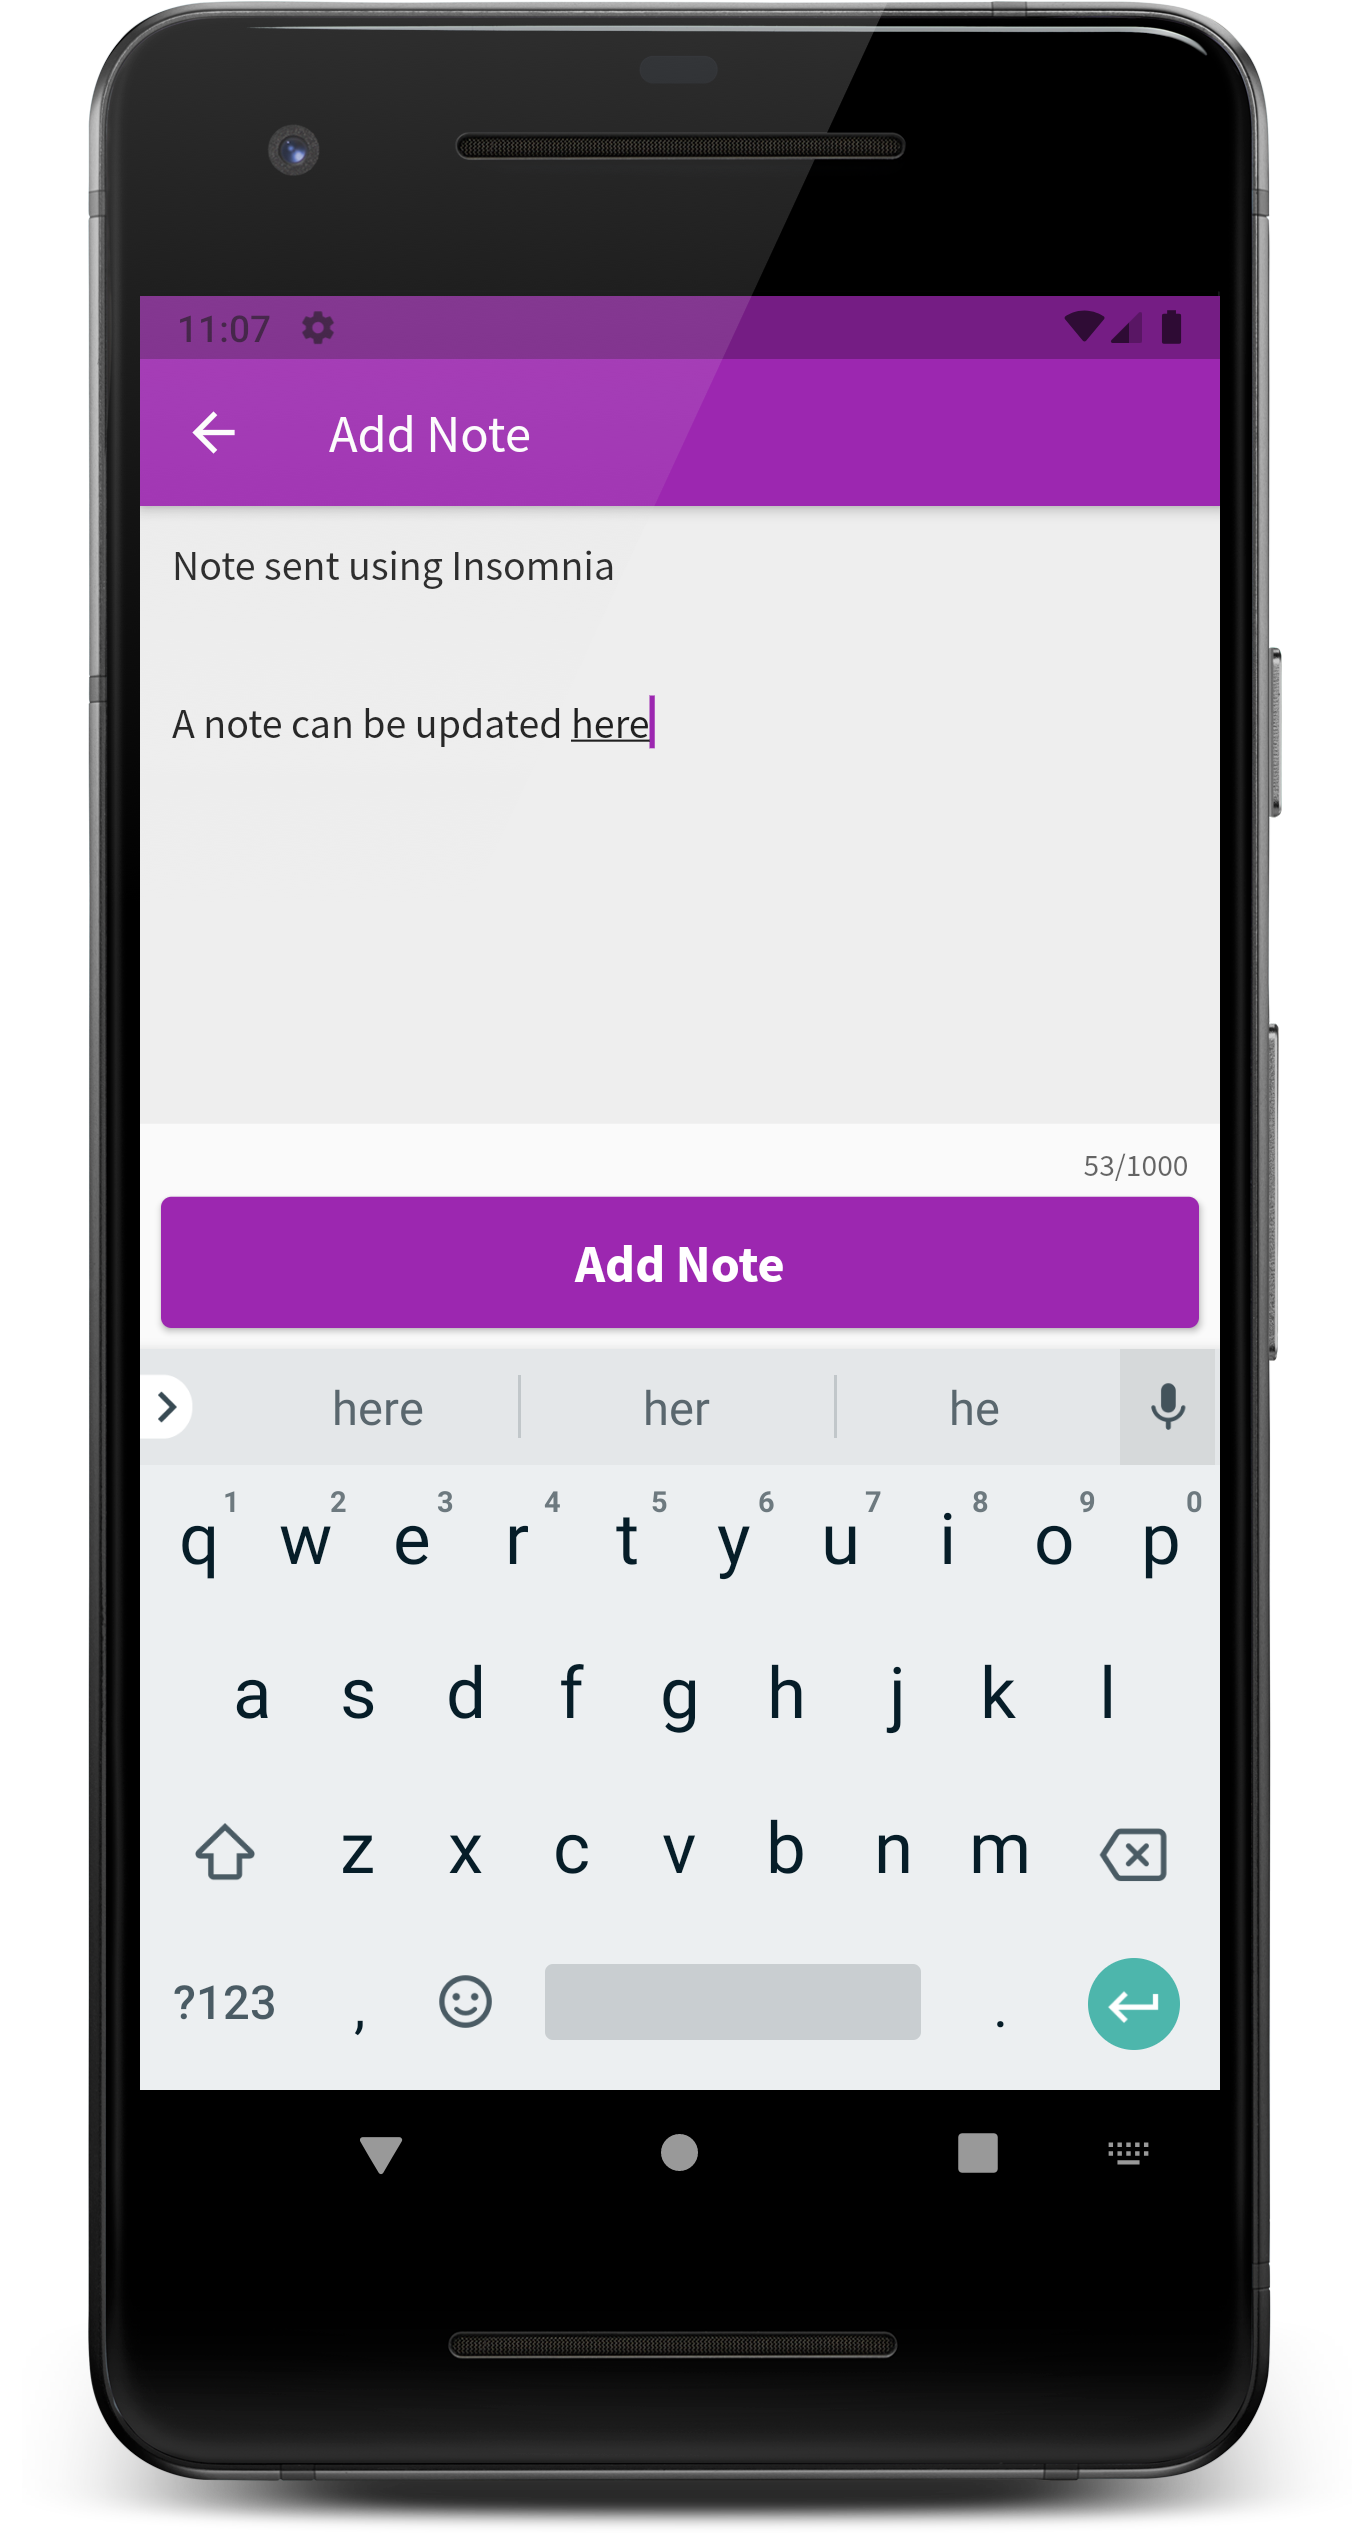 11:07
Add Note
Note sent using Insomnia
A note can be updated here
53/1000
Add Note
here her he
1 2 3 4 5 6 7 8 9 0
q w e r t y u i o p
a s d f g h j k l
z x c v b n m
?123 , .